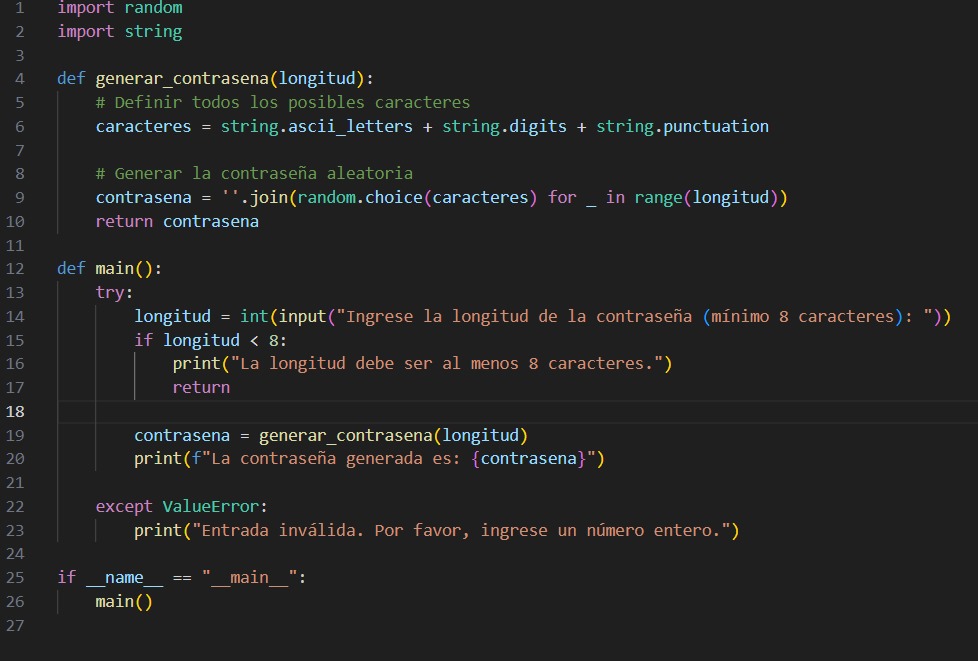 1 import random
2 import string
3
4 def generar_contrasena(longitud):
5     # Definir todos los posibles caracteres
6     caracteres = string.ascii_letters + string.digits + string.punctuation
7
8     # Generar la contraseña aleatoria
9     contrasena = ''.join(random.choice(caracteres) for _ in range(longitud))
10     return contrasena
11
12 def main():
13     try:
14         longitud = int(input("Ingrese la longitud de la contraseña (mínimo 8 caracteres): "))
15         if longitud < 8:
16             print("La longitud debe ser al menos 8 caracteres.")
17             return
18
19         contrasena = generar_contrasena(longitud)
20         print(f"La contraseña generada es: {contrasena}")
21
22     except ValueError:
23         print("Entrada inválida. Por favor, ingrese un número entero.")
24
25 if __name__ == "__main__":
26     main()
27